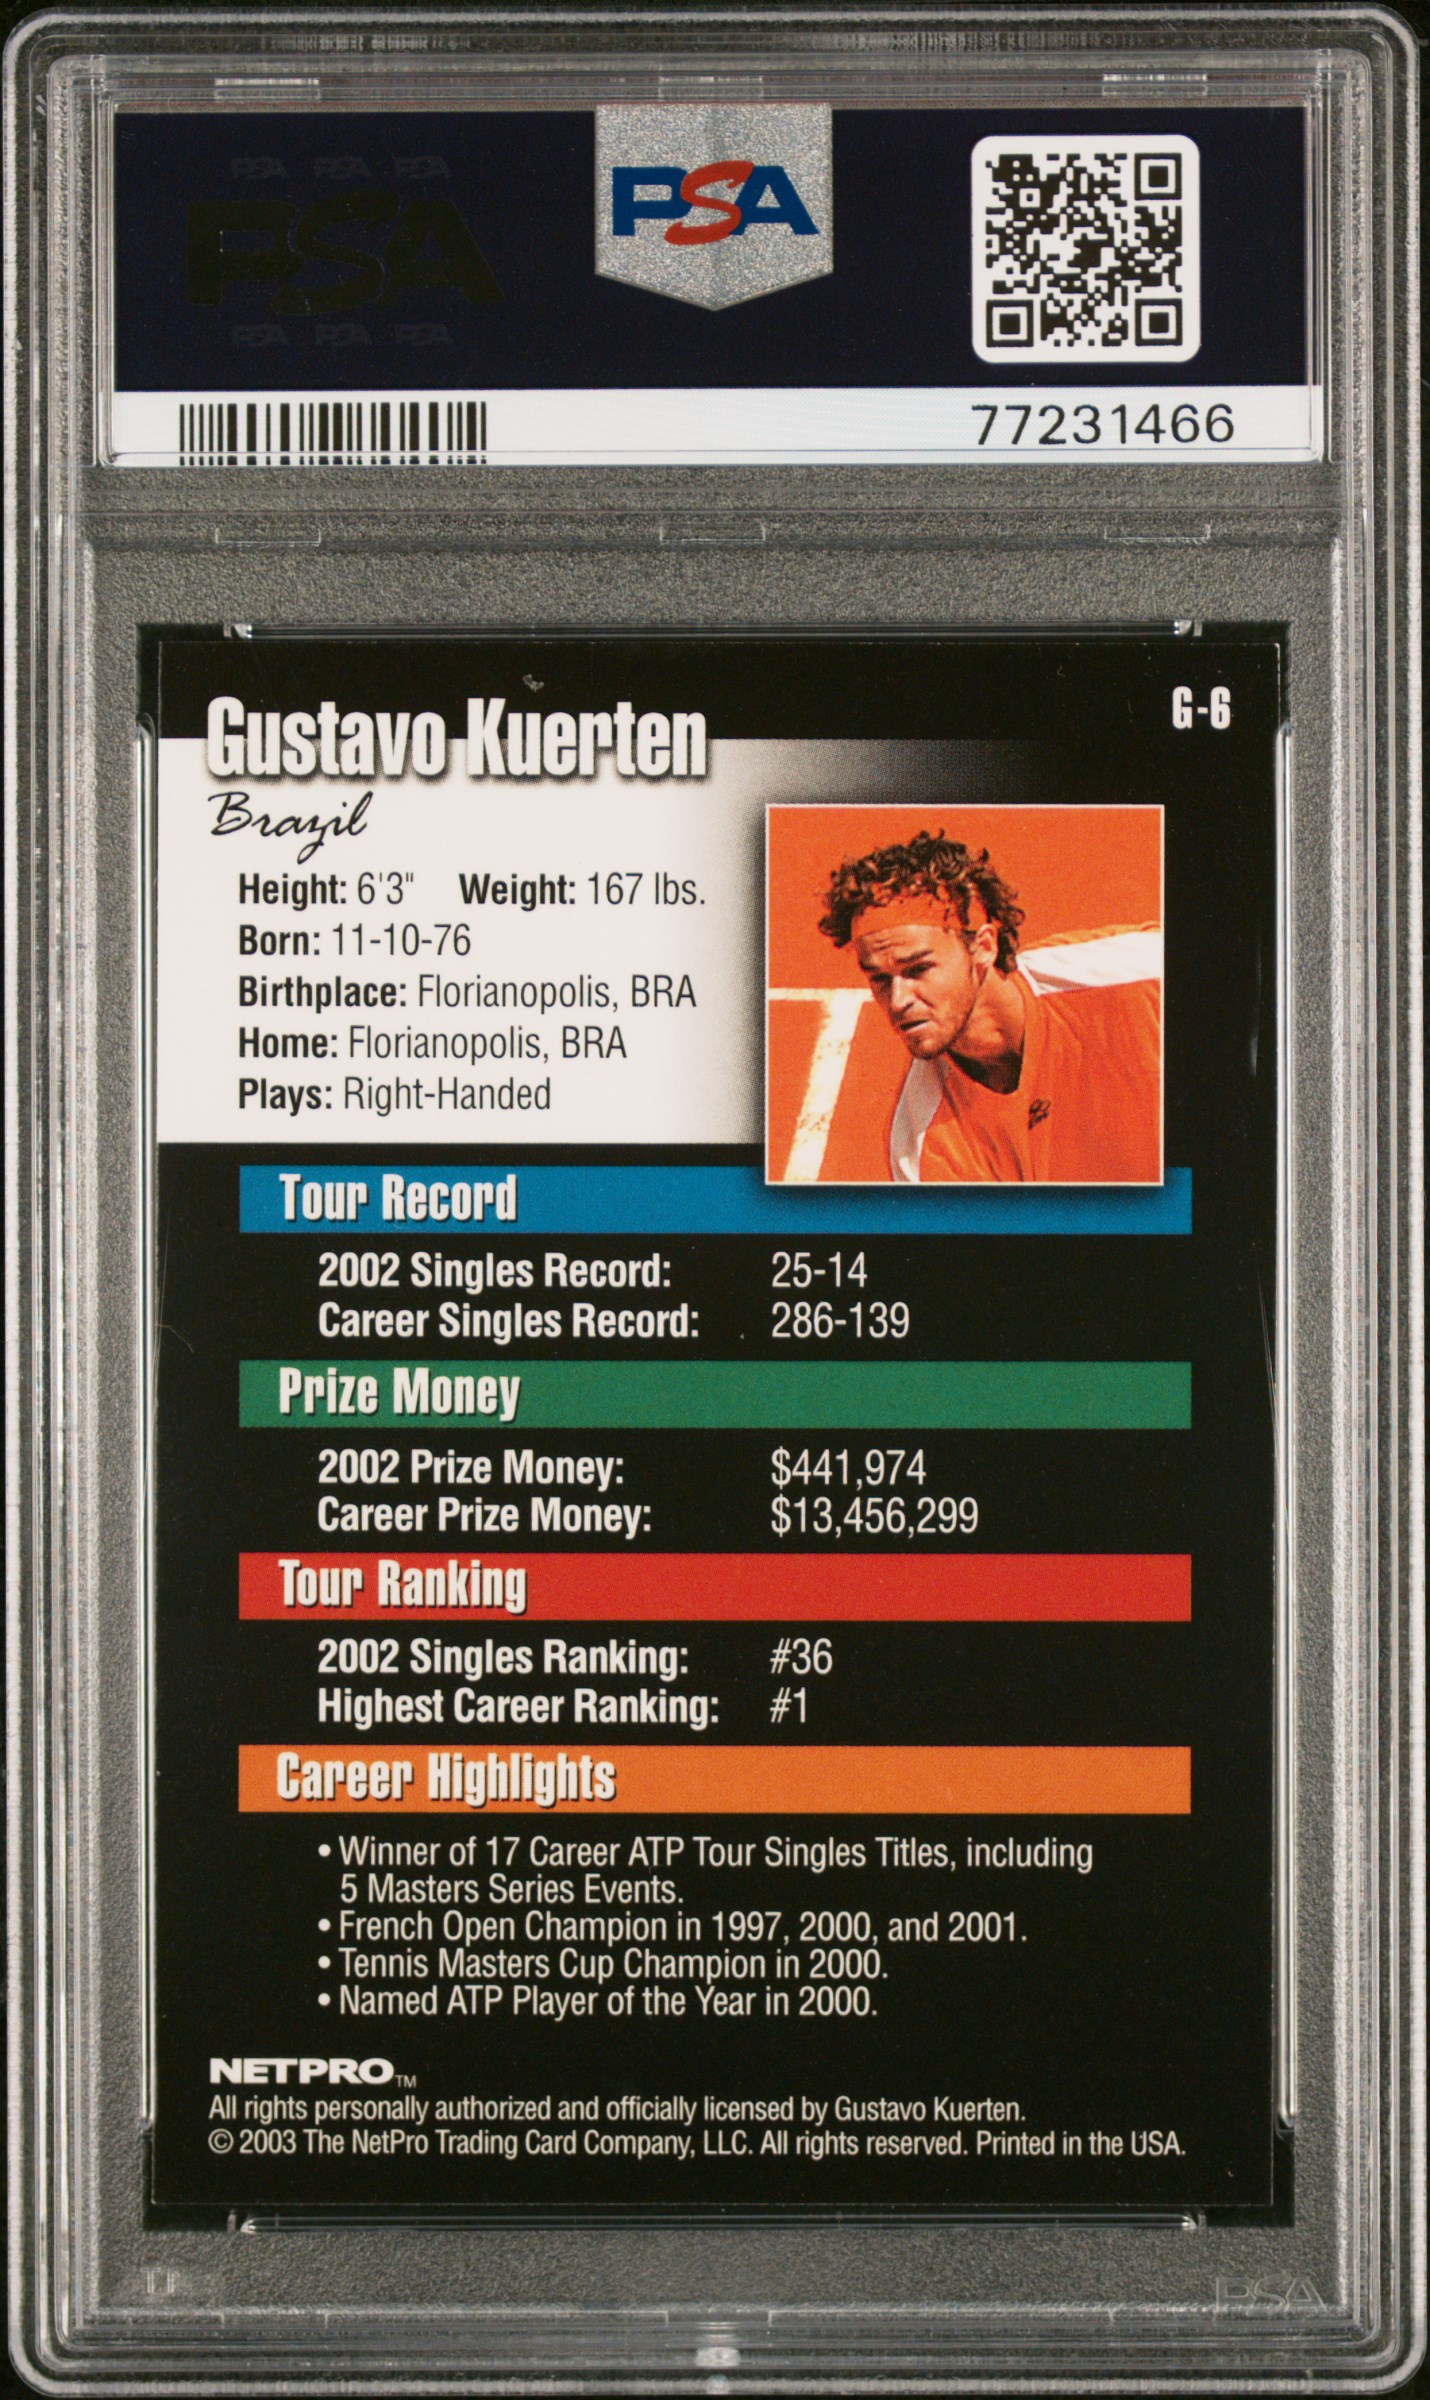 PSA PSA PSA
PSA
PSA PSA PSA
PSA
77231466
Gustavo Kuerten
G-6
Brazil
Height: 6'3" Weight: 167 lbs.
Born: 11-10-76
Birthplace: Florianopolis, BRA
Home: Florianopolis, BRA
Plays: Right-Handed
Tour Record
2002 Singles Record: 25-14
Career Singles Record: 286-139
Prize Money
2002 Prize Money: $441,974
Career Prize Money: $13,456,299
Tour Ranking
2002 Singles Ranking: #36
Highest Career Ranking: #1
Career Highlights
• Winner of 17 Career ATP Tour Singles Titles, including
5 Masters Series Events.
• French Open Champion in 1997, 2000, and 2001.
• Tennis Masters Cup Champion in 2000.
• Named ATP Player of the Year in 2000.
NETPRO™
All rights personally authorized and officially licensed by Gustavo Kuerten.
© 2003 The NetPro Trading Card Company, LLC. All rights reserved. Printed in the USA.
PSA